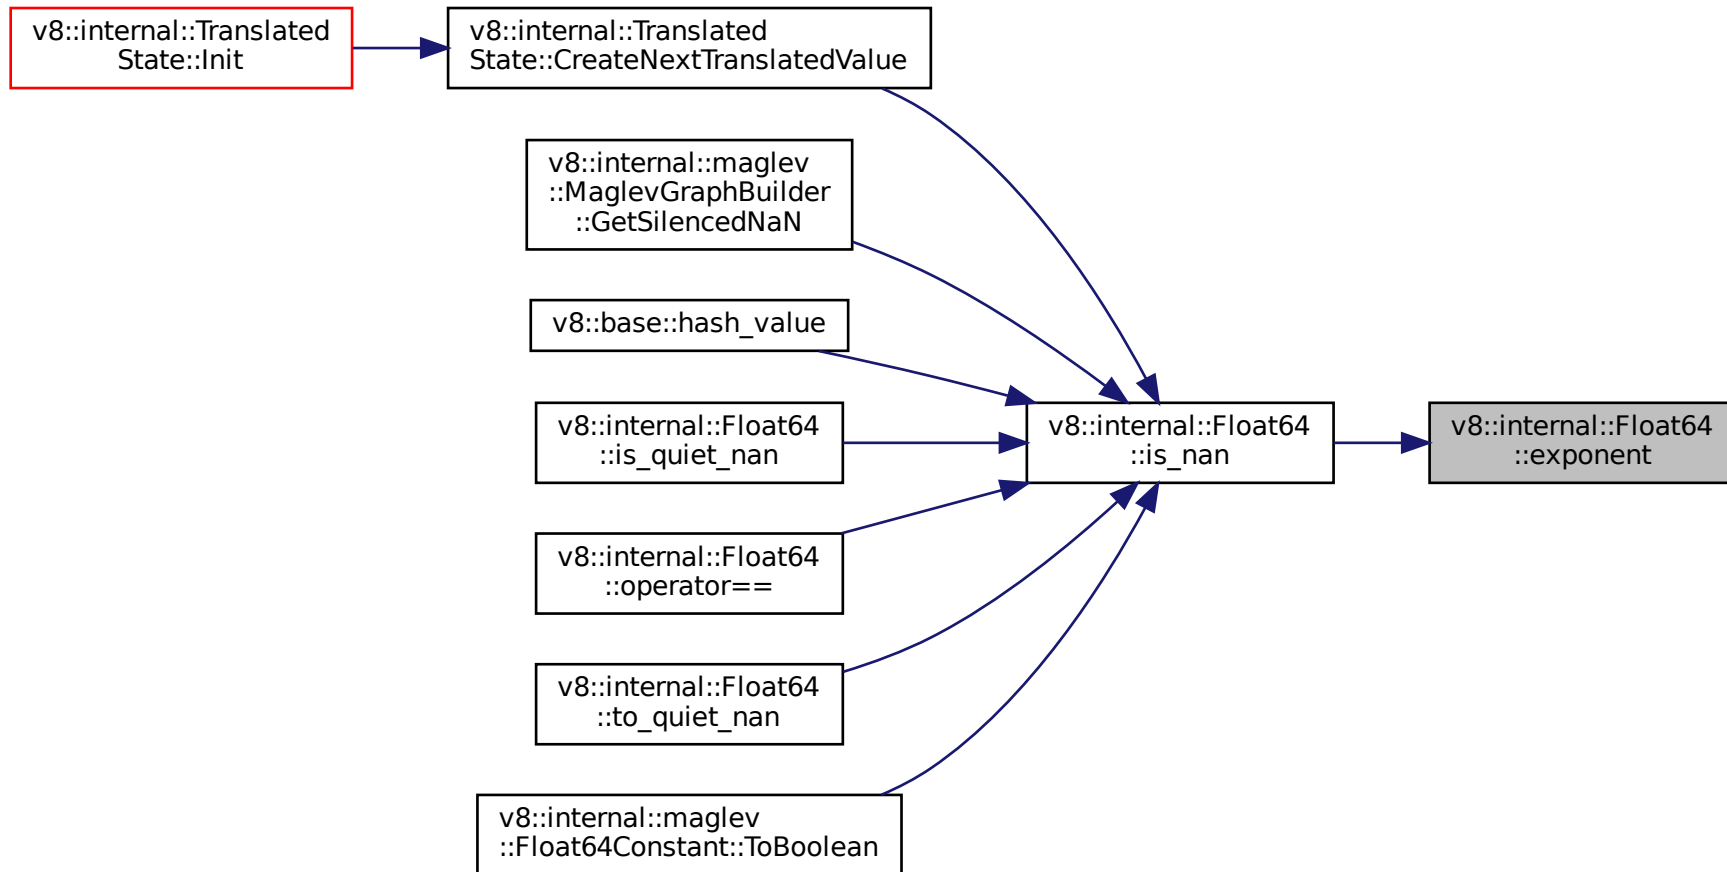 v8::internal::Translated
State::Init
v8::internal::Translated
State::CreateNextTranslatedValue
v8::internal::maglev
::MaglevGraphBuilder
::GetSilencedNaN
v8::base::hash_value
v8::internal::Float64
::is_quiet_nan
v8::internal::Float64
::is_nan
v8::internal::Float64
::exponent
v8::internal::Float64
::operator==
v8::internal::Float64
::to_quiet_nan
v8::internal::maglev
::Float64Constant::ToBoolean